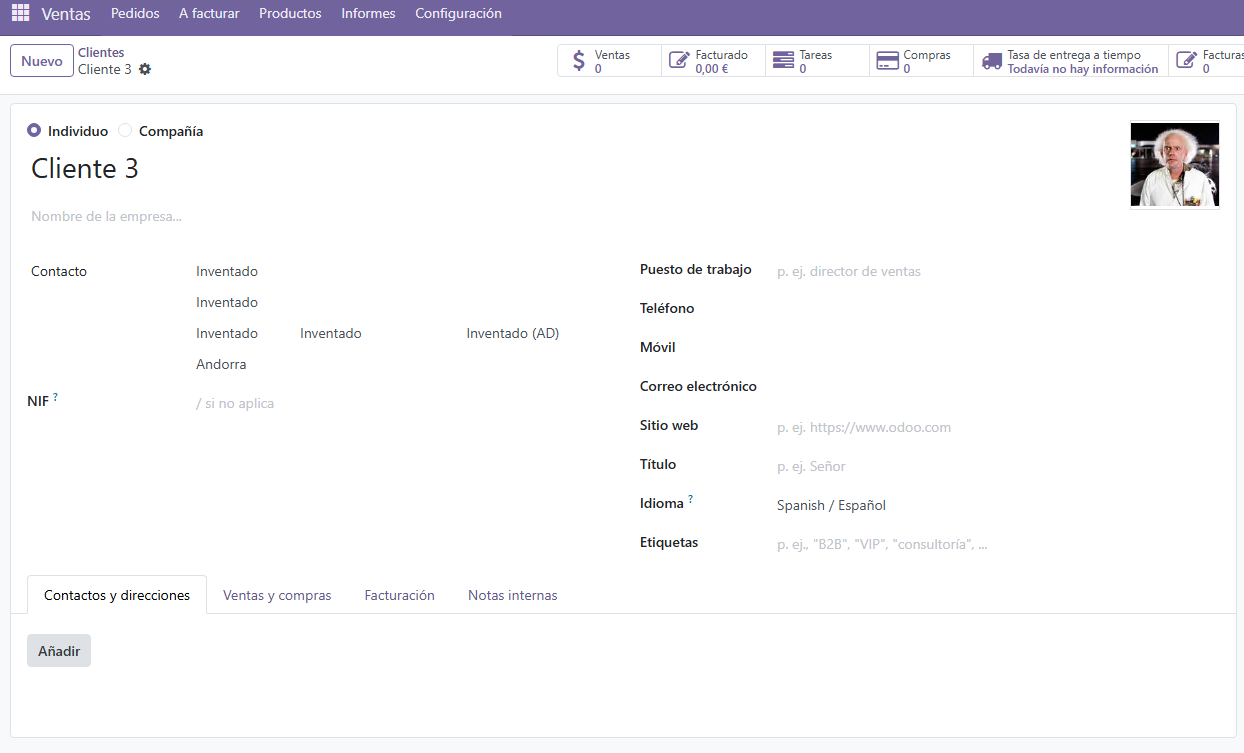 Ventas Pedidos A facturar Productos Informes Configuración
Nuevo
Clientes
Cliente 3
Ventas
0
Facturado
0,00 €
Tareas
0
Compras
0
Tasa de entrega a tiempo
Todavía no hay información
Facturas
0
Individuo Compañía
Cliente 3
Nombre de la empresa...
Contacto Inventado
Inventado
Inventado Inventado Inventado (AD)
Andorra
NIF ? / si no aplica
Puesto de trabajo p. ej. director de ventas
Teléfono
Móvil
Correo electrónico
Sitio web p. ej. https://www.odoo.com
Título p. ej. Señor
Idioma ? Spanish / Español
Etiquetas p. ej., "B2B", "VIP", "consultoría", ...
Contactos y direcciones Ventas y compras Facturación Notas internas
Añadir